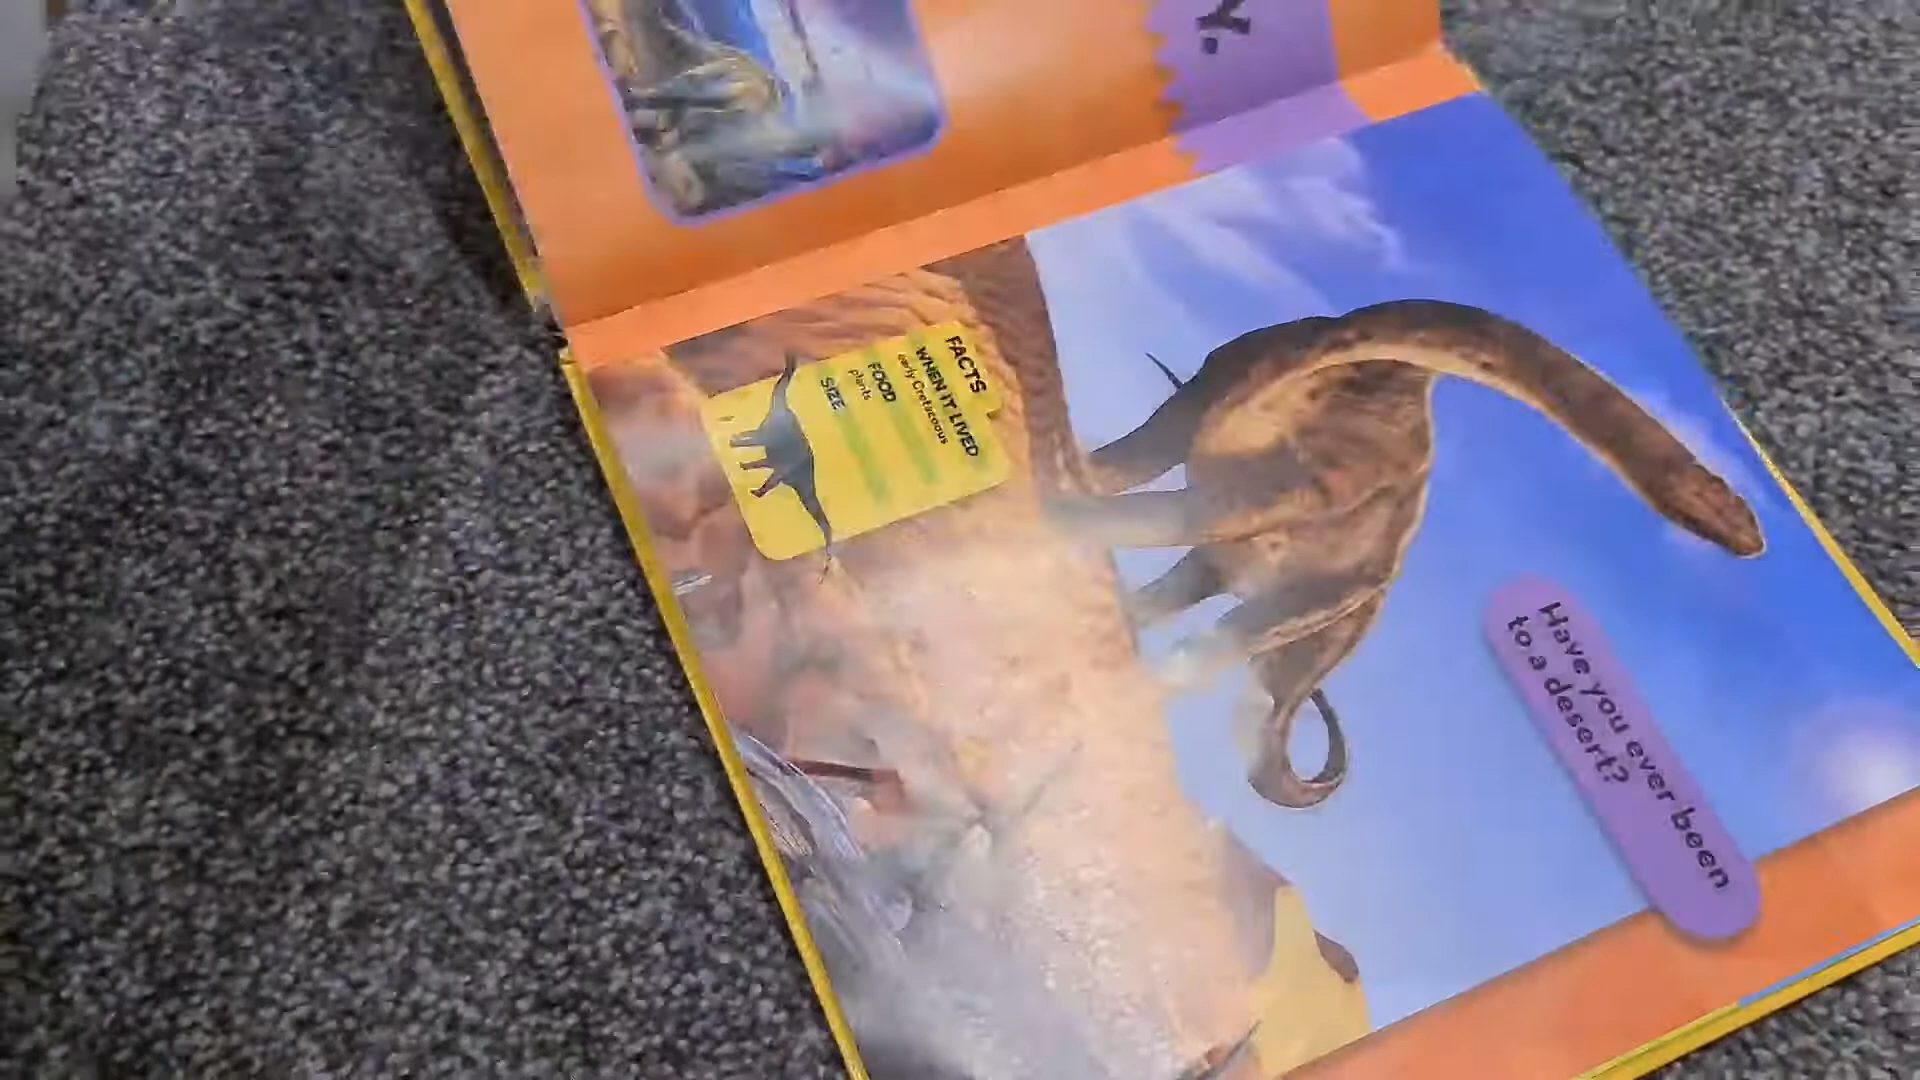 Y.
FACTS
WHEN IT LIVED
early Cretaceous
FOOD
plants
SIZE
Have you ever been
to a desert?